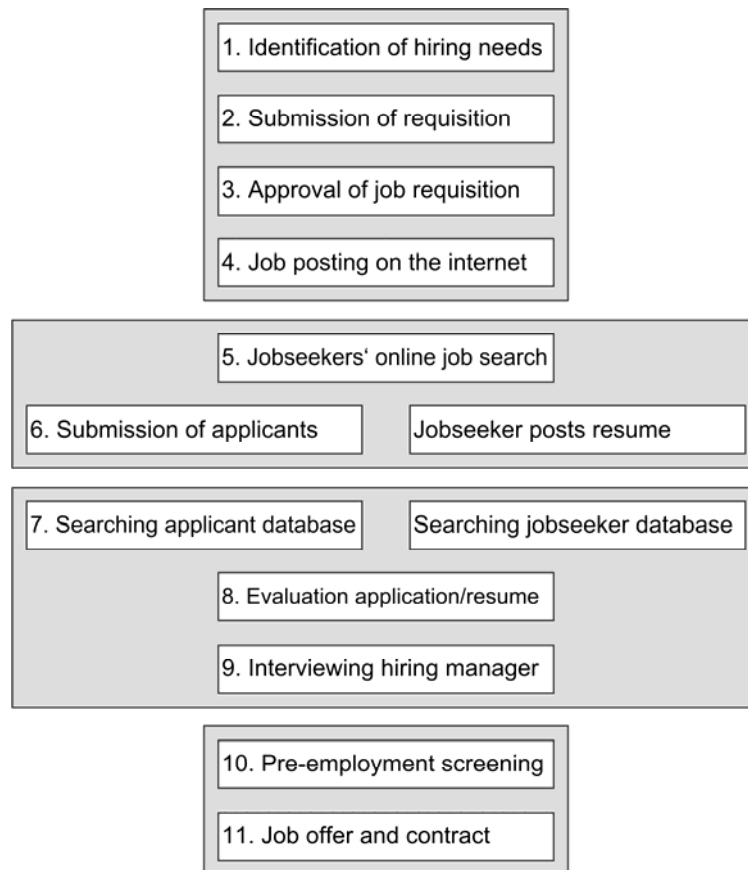 1. Identification of hiring needs
2. Submission of requisition
3. Approval of job requisition
4. Job posting on the internet
5. Jobseekers‘ online job search
6. Submission of applicants
Jobseeker posts resume
7. Searching applicant database
Searching jobseeker database
8. Evaluation application/resume
9. Interviewing hiring manager
10. Pre-employment screening
11. Job offer and contract